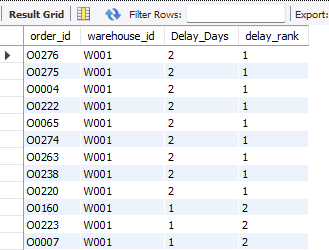 Result Grid Filter Rows: Export:
order_id warehouse_id Delay_Days delay_rank
O0276 W001 2 1
O0275 W001 2 1
O0004 W001 2 1
O0222 W001 2 1
O0065 W001 2 1
O0274 W001 2 1
O0263 W001 2 1
O0238 W001 2 1
O0220 W001 2 1
O0160 W001 1 2
O0223 W001 1 2
O0007 W001 1 2